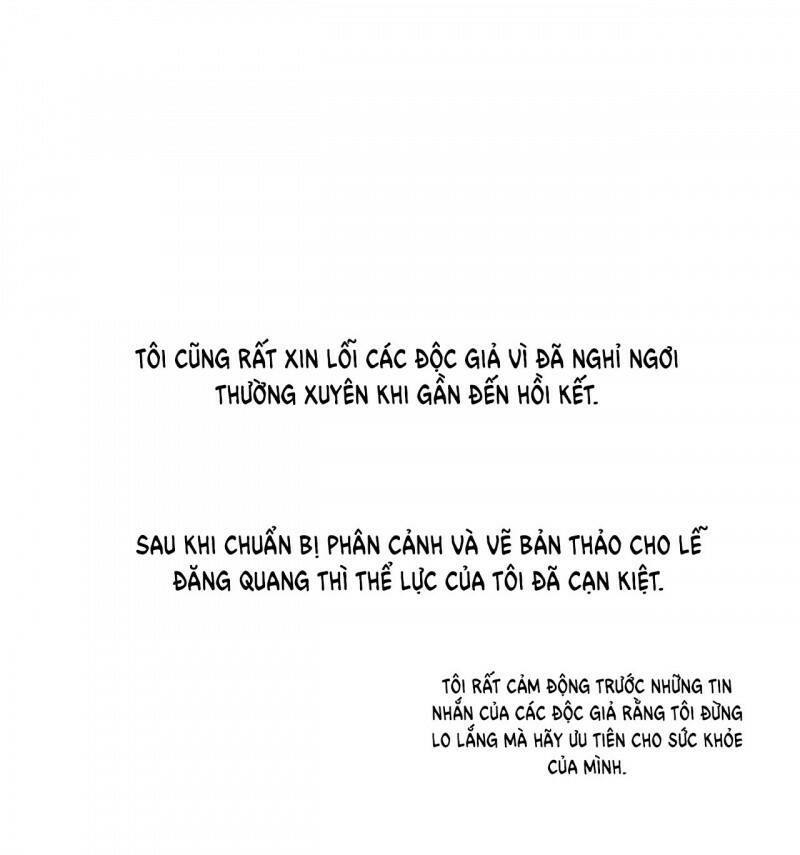 TÔI CŨNG RẤT XIN LỖI CÁC ĐỘC GIẢ VÌ ĐÃ NGHỈ NGƠI
THƯỜNG XUYÊN KHI GẦN ĐẾN HỒI KẾT.
SAU KHI CHUẨN BỊ PHÂN CẢNH VÀ VẼ BẢN THẢO CHO LỄ
ĐĂNG QUANG THÌ THỂ LỰC CỦA TÔI ĐÃ CẠN KIỆT.
TÔI RẤT CẢM ĐỘNG TRƯỚC NHỮNG TIN
NHẮN CỦA CÁC ĐỘC GIẢ RẰNG TÔI ĐỪNG
LO LẮNG MÀ HÃY ƯU TIÊN CHO SỨC KHỎE
CỦA MÌNH.